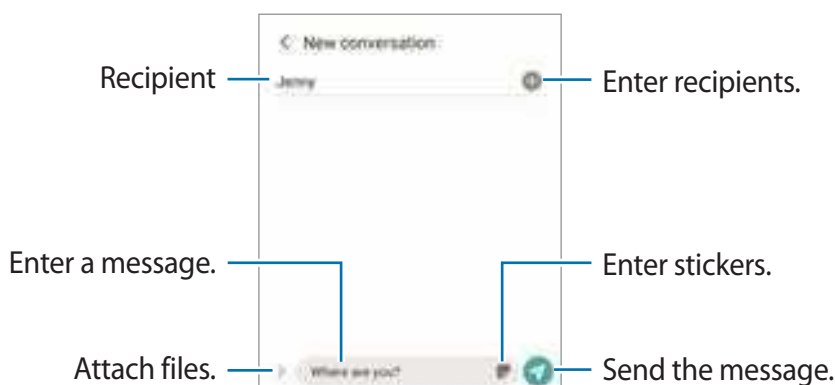 New conversation
Recipient
Jenny
Enter recipients.
Enter a message.
Enter stickers.
Attach files.
Where are you?
Send the message.